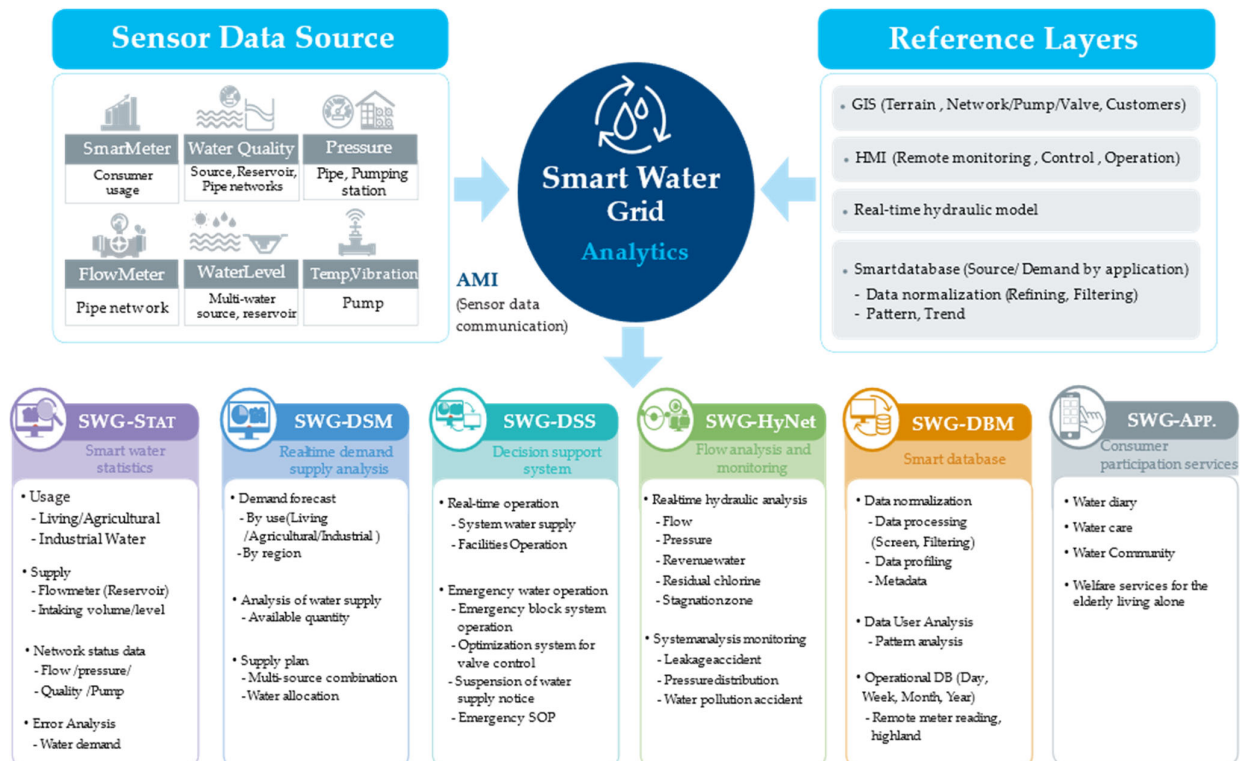 Sensor Data Source
SmarMeter
Consumer
usage
Water Quality
Source, Reservoir,
Pipe networks
Pressure
Pipe, Pumping
station
FlowMeter
Pipe network
WaterLevel
Multi-water
source, reservoir
Temp,Vibration
Pump
AMI
(Sensor data
communication)
Smart Water
Grid
Analytics
Reference Layers
• GIS (Terrain , Network/Pump/Valve, Customers)
• HMI (Remote monitoring , Control , Operation)
• Real-time hydraulic model
• Smartdatabase (Source/ Demand by application)
- Data normalization (Refining, Filtering)
- Pattern, Trend
SWG-STAT
Smart water
statistics
• Usage
- Living/Agricultural
- Industrial Water
• Supply
- Flowmeter (Reservoir)
- Intaking volume/level
• Network status data
- Flow /pressure/
- Quality /Pump
• Error Analysis
- Water demand
SWG-DSM
Real-time demand
supply analysis
• Demand forecast
- By use(Living
/Agricultural/Industrial )
- By region
• Analysis of water supply
- Available quantity
• Supply plan
- Multi-source combination
- Water allocation
SWG-DSS
Decision support
system
• Real-time operation
- System water supply
- Facilities Operation
• Emergency water operation
- Emergency block system
operation
- Optimization system for
valve control
- Suspension of water
supply notice
- Emergency SOP
SWG-HyNet
Flow analysis and
monitoring
• Real-time hydraulic analysis
- Flow
- Pressure
- Revenuewater
- Residual chlorine
- Stagnationzone
• Systemanalysis monitoring
- Leakageaccident
- Pressuredistribution
- Water pollution accident
SWG-DBM
Smart database
• Data normalization
- Data processing
(Screen, Filtering)
- Data profiling
- Metadata
• Data User Analysis
- Pattern analysis
• Operational DB (Day,
Week, Month, Year)
- Remote meter reading,
highland
SWG-APP.
Consumer
participation services
• Water diary
• Water care
• Water Community
• Welfare services for the
elderly living alone